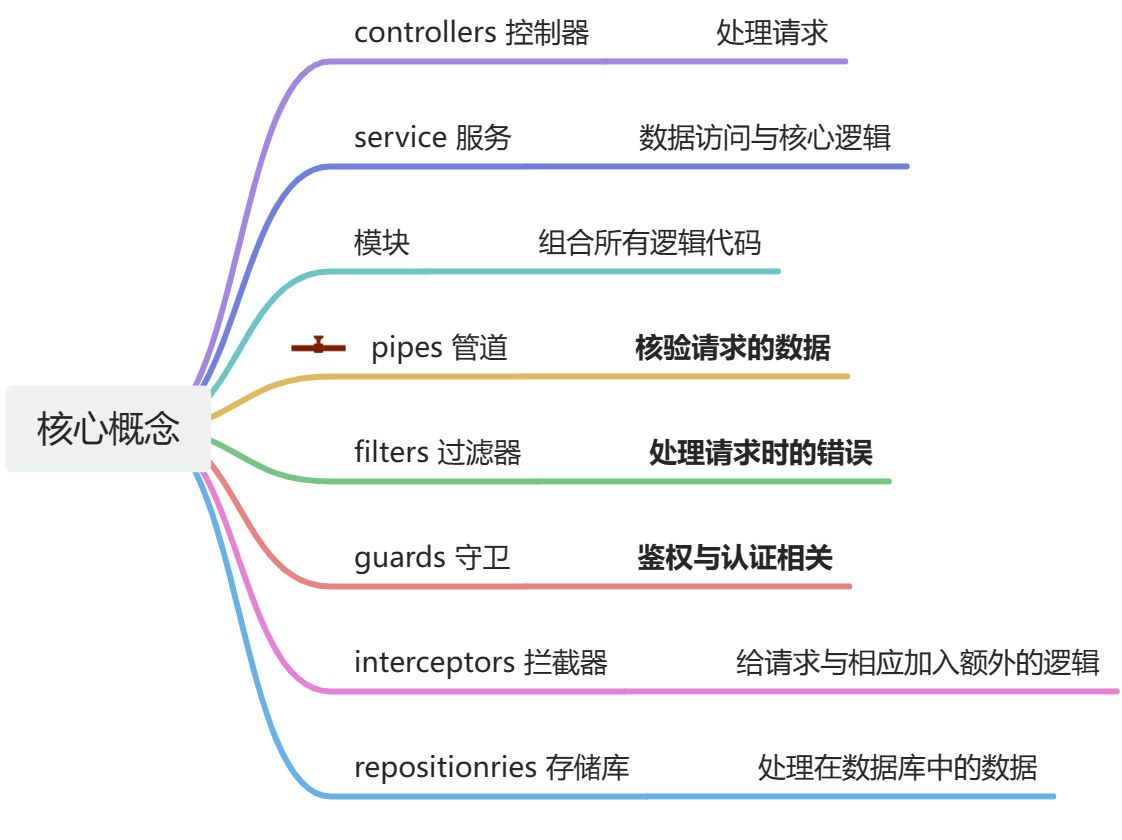 controllers 控制器 处理请求
service 服务 数据访问与核心逻辑
模块 组合所有逻辑代码
pipes 管道 核验请求的数据
核心概念
filters 过滤器 处理请求时的错误
guards 守卫 鉴权与认证相关
interceptors 拦截器 给请求与相应加入额外的逻辑
repositionries 存储库 处理在数据库中的数据